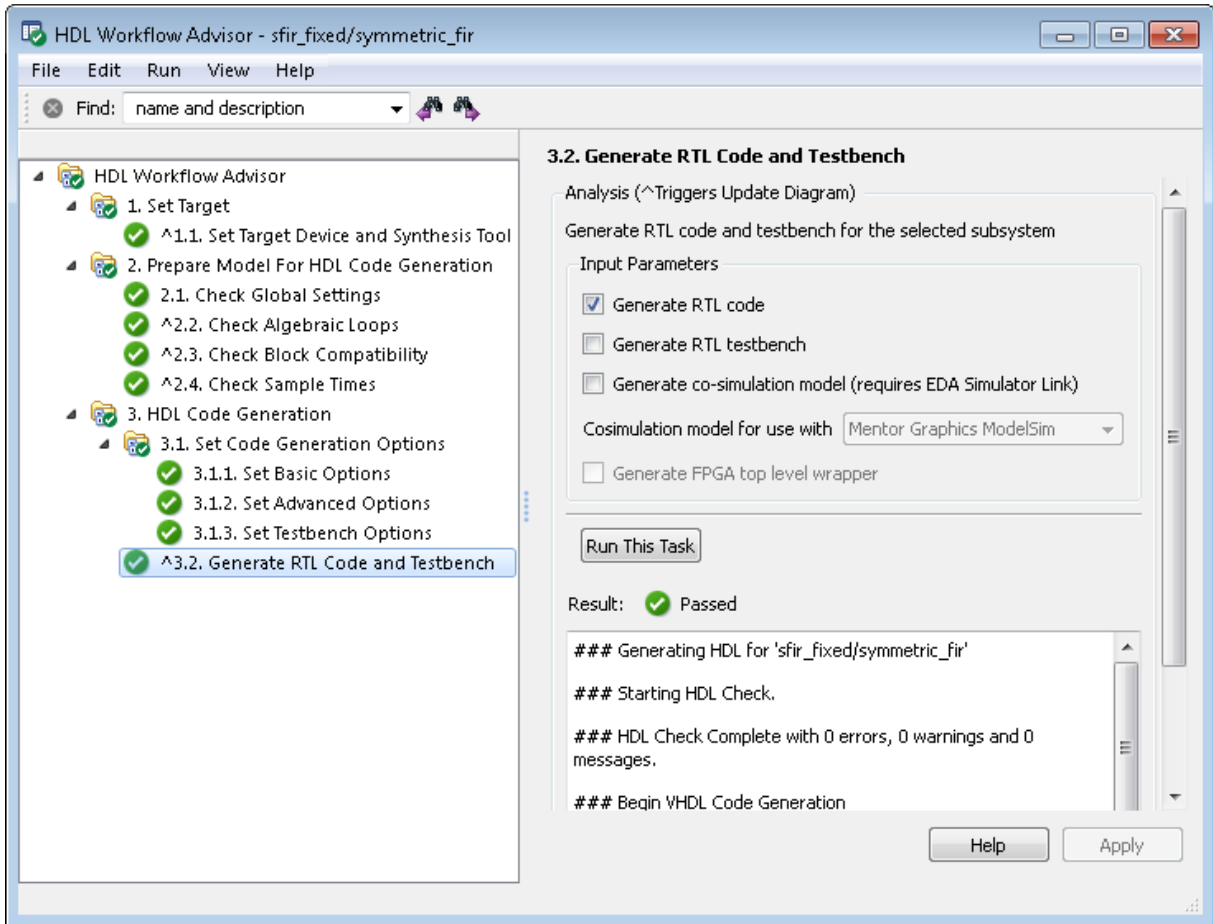 HDL Workflow Advisor - sfir_fixed/symmetric_fir
File Edit Run View Help
Find: name and description
HDL Workflow Advisor
1. Set Target
^1.1. Set Target Device and Synthesis Tool
2. Prepare Model For HDL Code Generation
2.1. Check Global Settings
^2.2. Check Algebraic Loops
^2.3. Check Block Compatibility
^2.4. Check Sample Times
3. HDL Code Generation
3.1. Set Code Generation Options
3.1.1. Set Basic Options
3.1.2. Set Advanced Options
3.1.3. Set Testbench Options
^3.2. Generate RTL Code and Testbench
3.2. Generate RTL Code and Testbench
Analysis (^Triggers Update Diagram)
Generate RTL code and testbench for the selected subsystem
Input Parameters
Generate RTL code
Generate RTL testbench
Generate co-simulation model (requires EDA Simulator Link)
Cosimulation model for use with Mentor Graphics ModelSim
Generate FPGA top level wrapper
Run This Task
Result: Passed
### Generating HDL for 'sfir_fixed/symmetric_fir'
### Starting HDL Check.
### HDL Check Complete with 0 errors, 0 warnings and 0
messages.
### Begin VHDL Code Generation
Help Apply